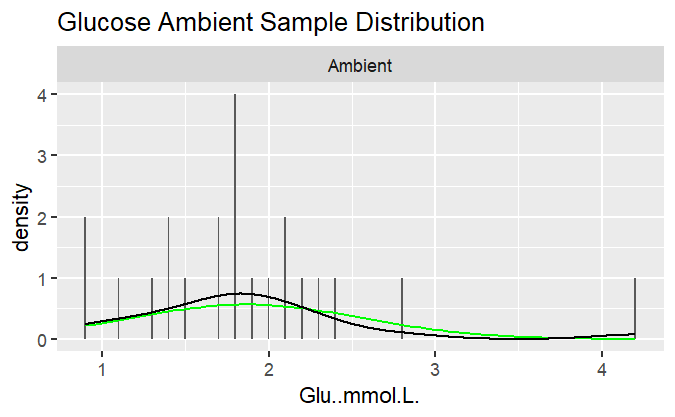 Glucose Ambient Sample Distribution
Ambient
4
3
2
1
0
density
1 2 3 4
Glu..mmol.L.